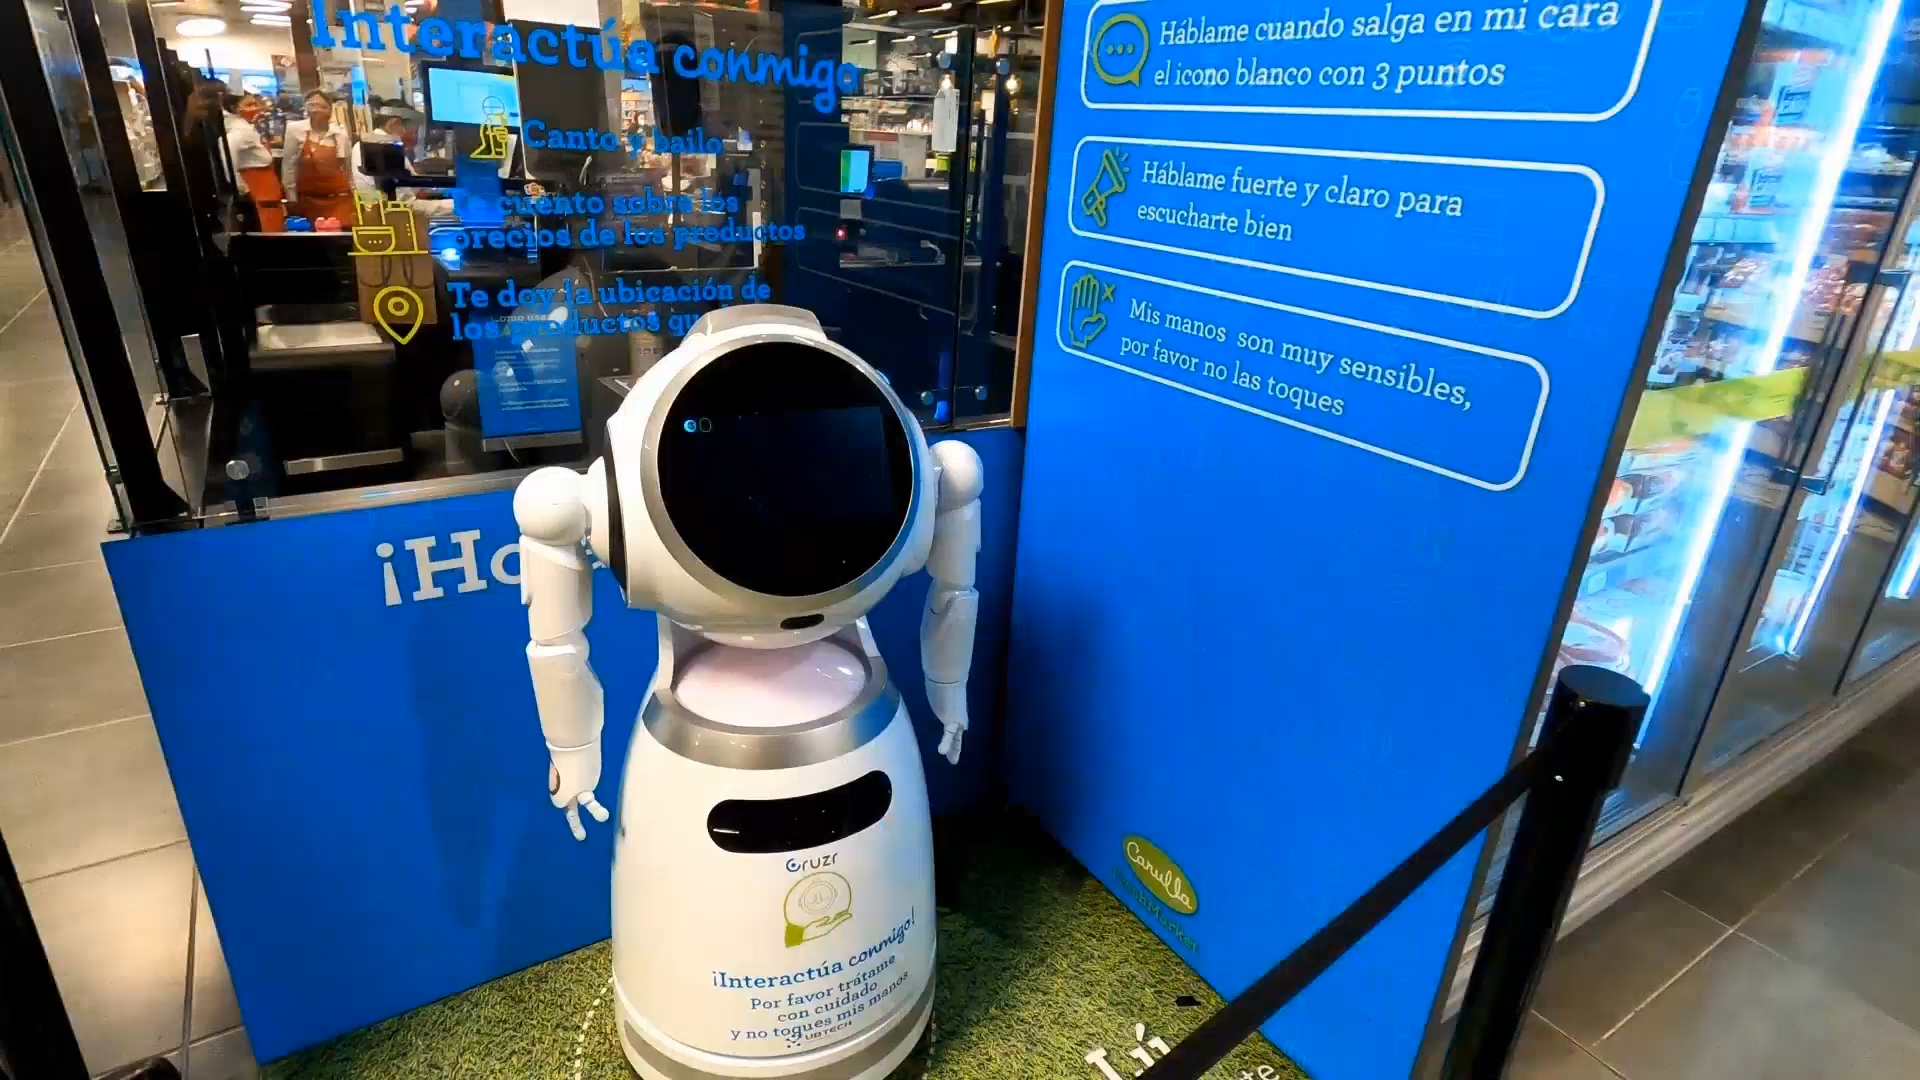 Interactúa conmigo
Canto y bailo
Te cuento sobre los
precios de los productos
Te doy la ubicación de
los productos qu
Háblame cuando salga en mi cara
el icono blanco con 3 puntos
Háblame fuerte y claro para
escucharte bien
Mis manos son muy sensibles,
por favor no las toques
¡Ho
Cruzr
¡Interactúa conmigo!
Por favor trátame
con cuidado
y no toques mis manos
UBTECH
Carulla
FreshMarket